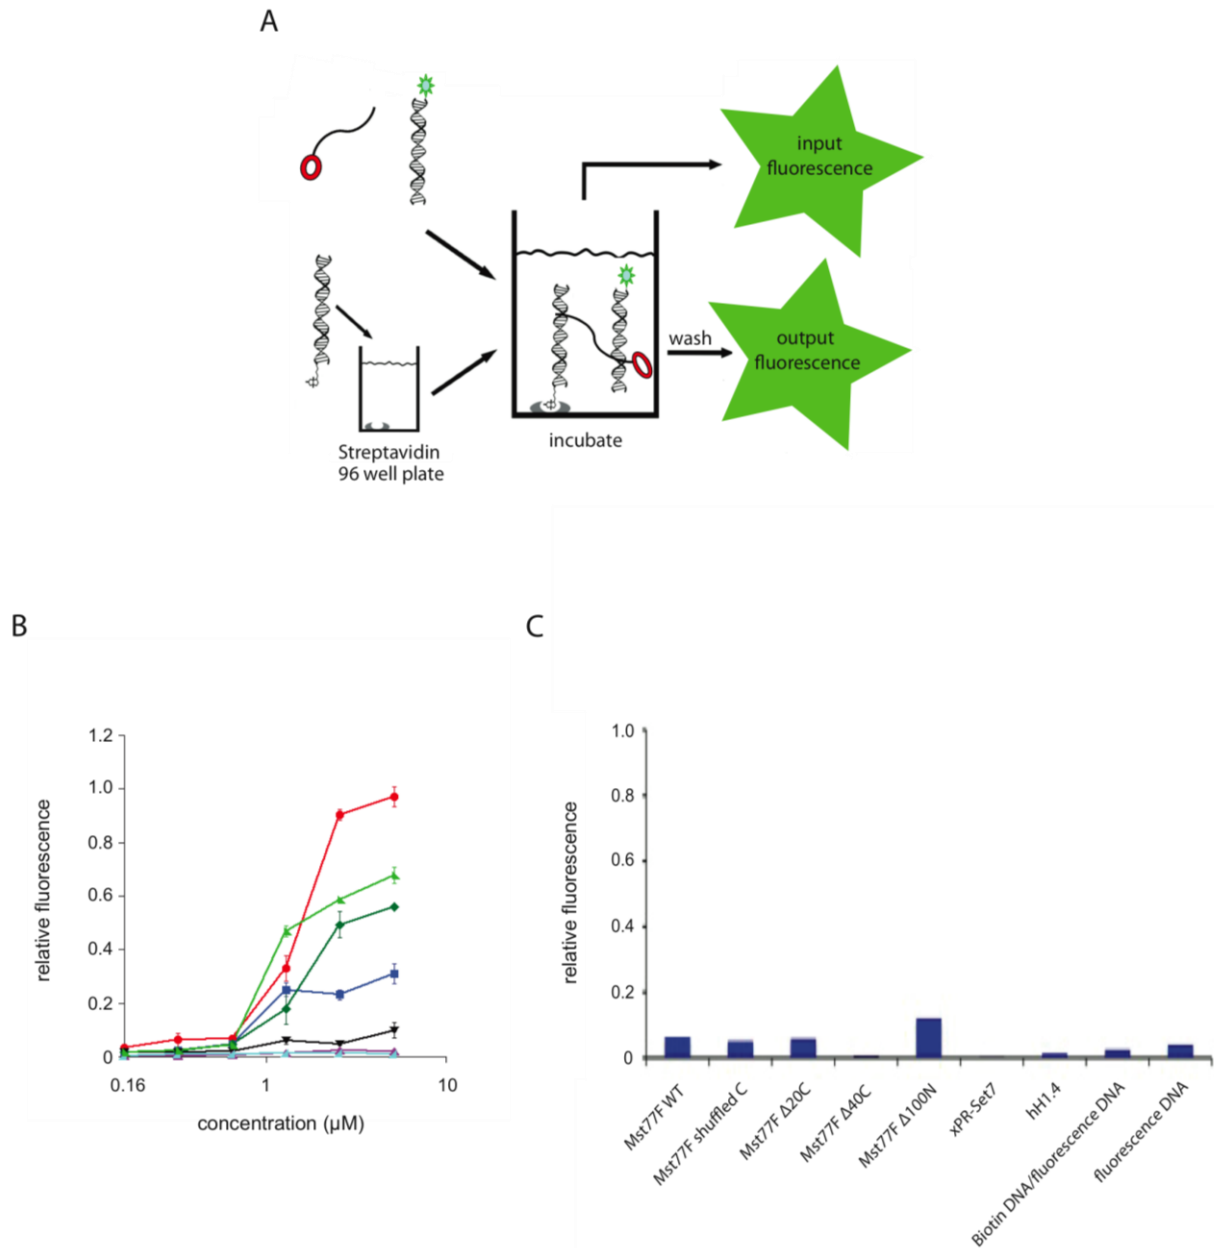 A
input
fluorescence
wash
output
fluorescence
incubate
Streptavidin
96 well plate
B
relative fluorescence
1.2
1.0
0.8
0.6
0.4
0.2
0
0.16
1
10
concentration (µM)
C
relative fluorescence
1.0
0.8
0.6
0.4
0.2
0
Mst77F WT
Mst77F shuffled C
Mst77F Δ20C
Mst77F Δ40C
Mst77F Δ100N
xPR-Set7
hH1.4
Biotin DNA/fluorescence DNA
fluorescence DNA